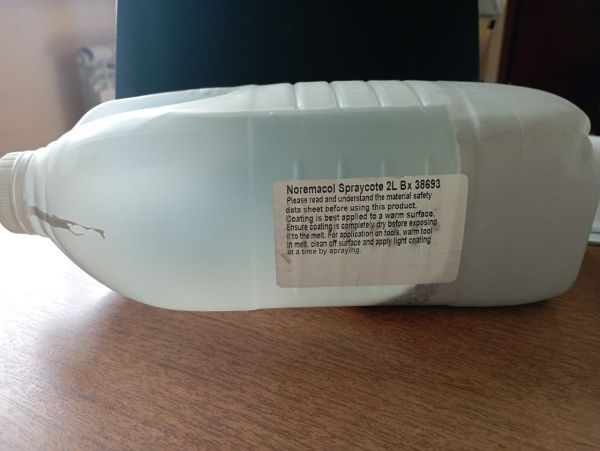 Noremacol Spraycote 2L Bx 38693
Please read and understand the material safety
data sheet before using this product.
Coating is best applied to a warm surface.
Ensure coating is completely dry before exposing
it to the melt. For application on tools, warm tool
in melt, clean off surface and apply light coating
at a time by spraying.